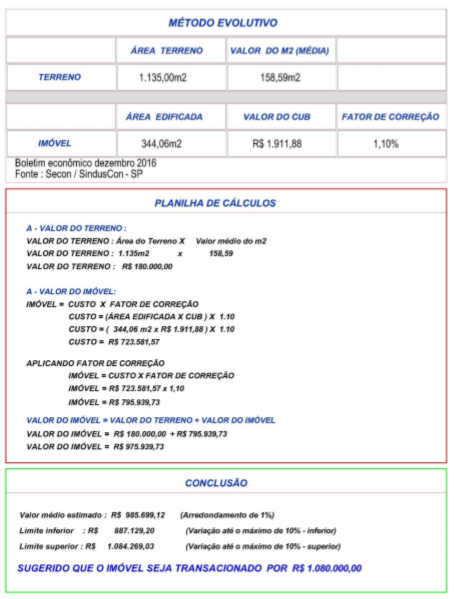 MÉTODO EVOLUTIVO
ÁREA TERRENO VALOR DO M2 (MÉDIA)
TERRENO 1.135,00m2 158,59m2
ÁREA EDIFICADA VALOR DO CUB FATOR DE CORREÇÃO
IMÓVEL 344,06m2 R$ 1.911,88 1,10%
Boletim econômico dezembro 2016
Fonte : Secon / SindusCon - SP
PLANILHA DE CÁLCULOS
A - VALOR DO TERRENO :
VALOR DO TERRENO : Área do Terreno X Valor médio do m2
VALOR DO TERRENO : 1.135m2 x 158,59
VALOR DO TERRENO : R$ 180.000,00
A - VALOR DO IMÓVEL:
IMÓVEL = CUSTO X FATOR DE CORREÇÃO
CUSTO = (ÁREA EDIFICADA X CUB ) X 1.10
CUSTO = ( 344,06 m2 x R$ 1.911,88 ) X 1.10
CUSTO = R$ 723.581,57
APLICANDO FATOR DE CORREÇÃO
IMÓVEL = CUSTO X FATOR DE CORREÇÃO
IMÓVEL = R$ 723.581,57 x 1,10
IMÓVEL = R$ 795.939,73
VALOR DO IMÓVEL = VALOR DO TERRENO + VALOR DO IMÓVEL
VALOR DO IMÓVEL = R$ 180.000,00 + R$ 795.939,73
VALOR DO IMÓVEL = R$ 975.939,73
CONCLUSÃO
Valor médio estimado : R$ 985.699,12 (Arredondamento de 1%)
Limite inferior : R$ 887.129,20 (Variação até o máximo de 10% - inferior)
Limite superior : R$ 1.084.269,03 (Variação até o máximo de 10% - superior)
SUGERIDO QUE O IMÓVEL SEJA TRANSACIONADO POR R$ 1.080.000,00